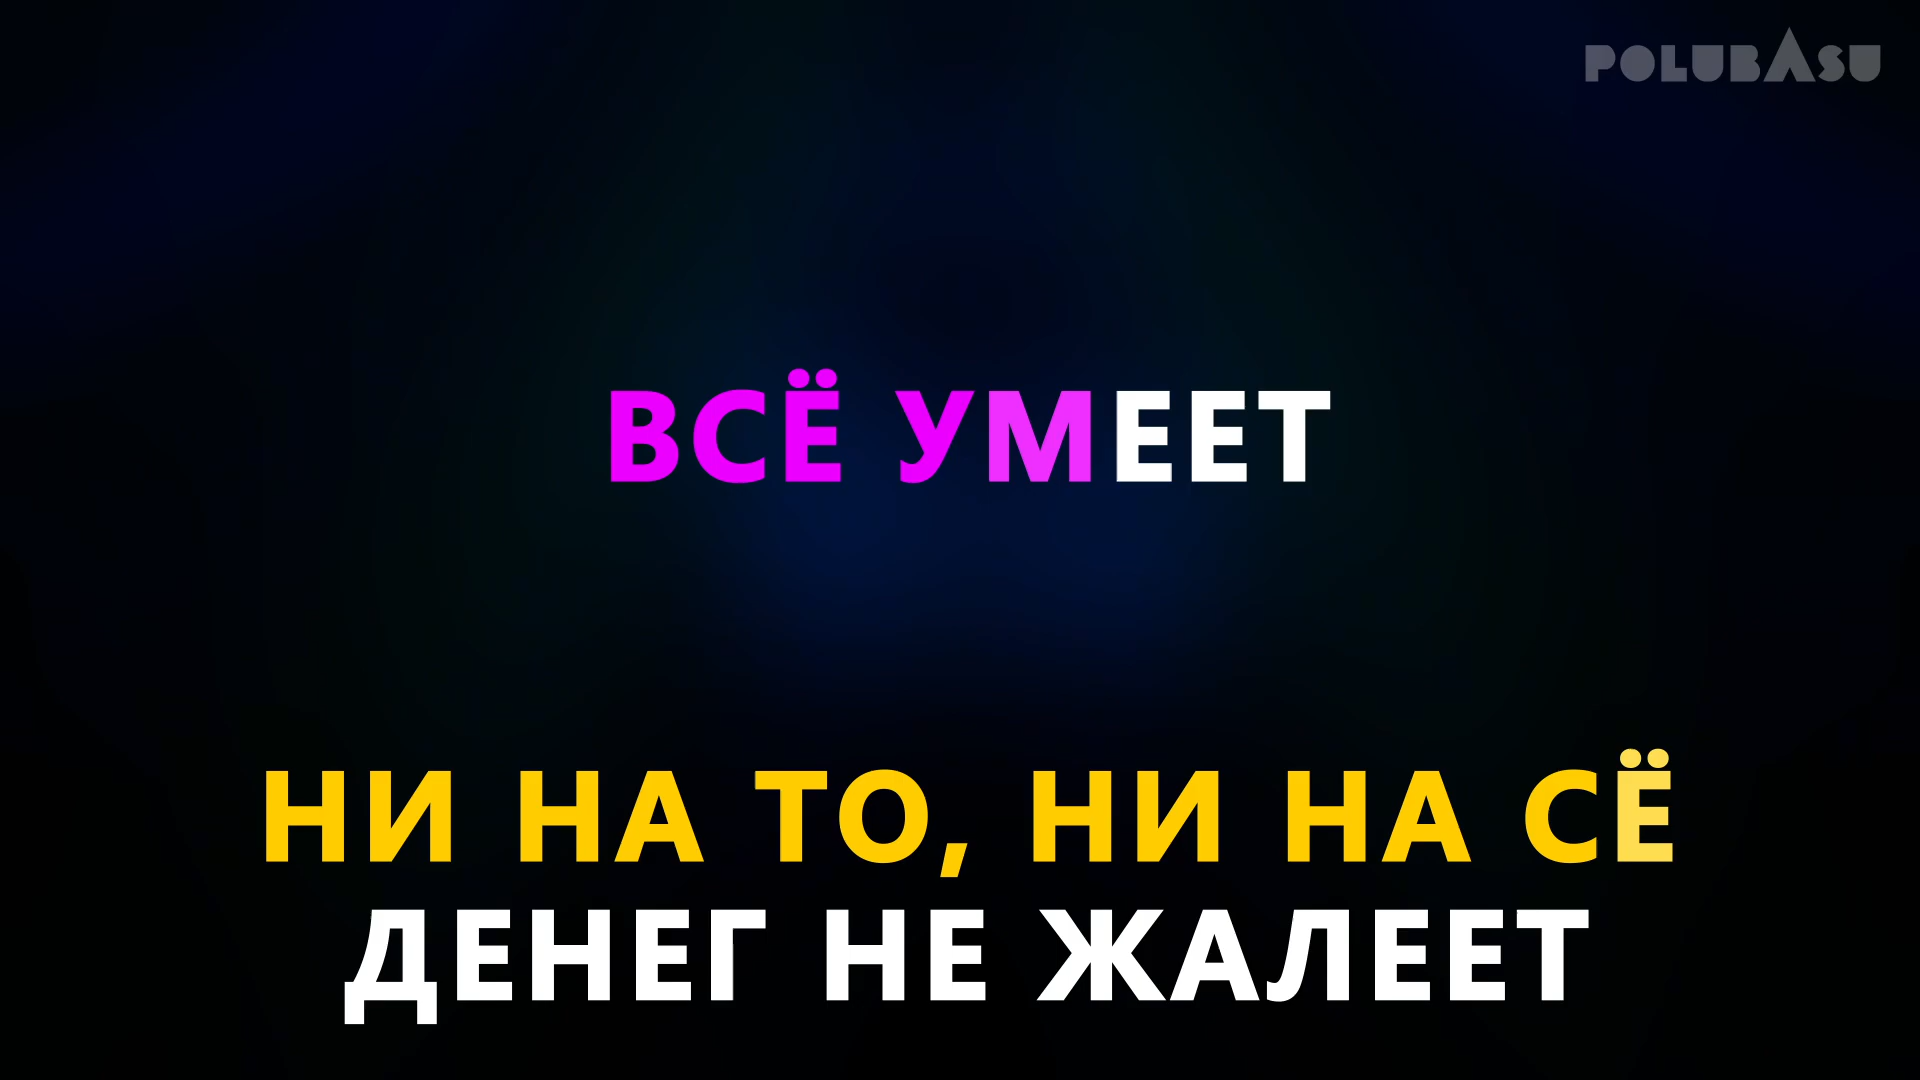 POLUBASU
ВСЁ УМЕЕТ
НИ НА ТО, НИ НА СЁ
ДЕНЕГ НЕ ЖАЛЕЕТ